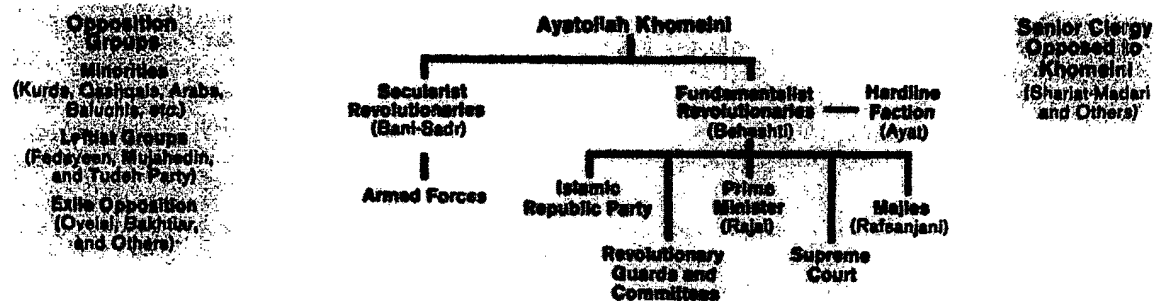 Opposition
Groups
Minorities
(Kurds, Qashqais, Arabs,
Baluchis, etc.)
Leftist Groups
(Fedayeen, Mujahedin,
and Tudeh Party)
Exile Opposition
(Oveisi, Bakhtiar,
and Others)
Ayatollah Khomeini
Secularist
Revolutionaries
(Bani-Sadr)
Armed Forces
Fundamentalist
Revolutionaries
(Beheshti)
Hardline
Faction
(Ayat)
Islamic
Republic Party
Prime
Minister
(Rajai)
Majles
(Rafsanjani)
Revolutionary
Guards and
Committees
Supreme
Court
Senior Clergy
Opposed to
Khomeini
(Shariat-Madari
and Others)